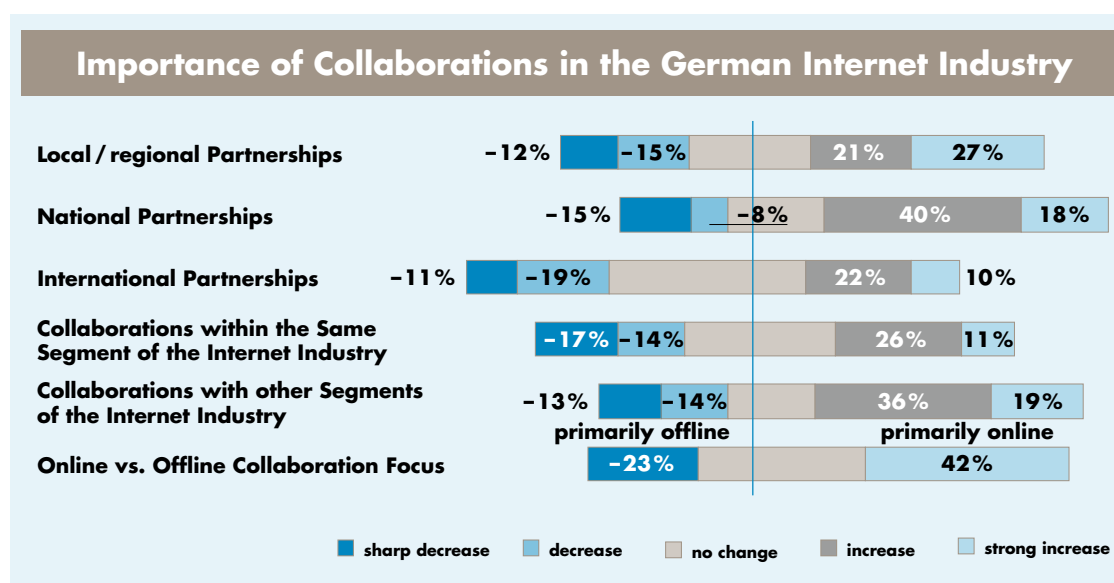 Importance of Collaborations in the German Internet Industry
Local / regional Partnerships
−12 %
−15 %
21 %
27 %
National Partnerships
−15 %
−8 %
40 %
18 %
International Partnerships
−11 %
−19 %
22 %
10 %
Collaborations within the Same
Segment of the Internet Industry
−17 %
−14 %
26 %
11 %
Collaborations with other Segments
of the Internet Industry
−13 %
−14 %
36 %
19 %
primarily offline
primarily online
Online vs. Offline Collaboration Focus
−23 %
42 %
sharp decrease
decrease
no change
increase
strong increase